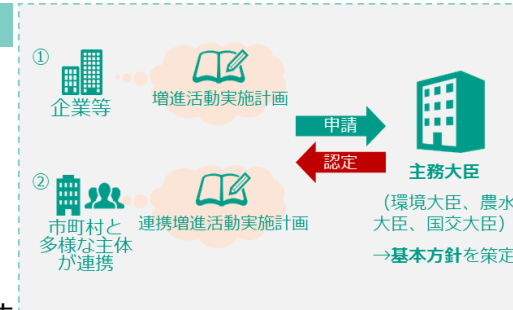 ①
企業等
増進活動実施計画
②
市町村と
多様な主体
が連携
連携増進活動実施計画
申請
認定
主務大臣
（環境大臣、農水
大臣、国交大臣）
→基本方針を策定